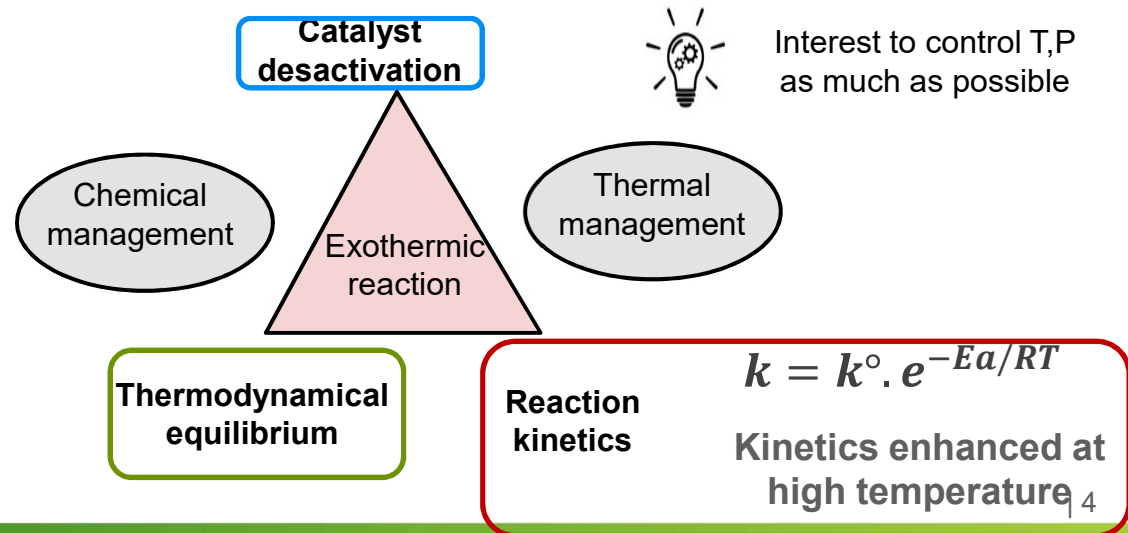 Catalyst
desactivation
Interest to control T,P
as much as possible
Chemical
management
Thermal
management
Exothermic
reaction
Thermodynamical
equilibrium
Reaction
kinetics
k = k°. e^{-Ea/RT}
Kinetics enhanced at
high temperature
| 4